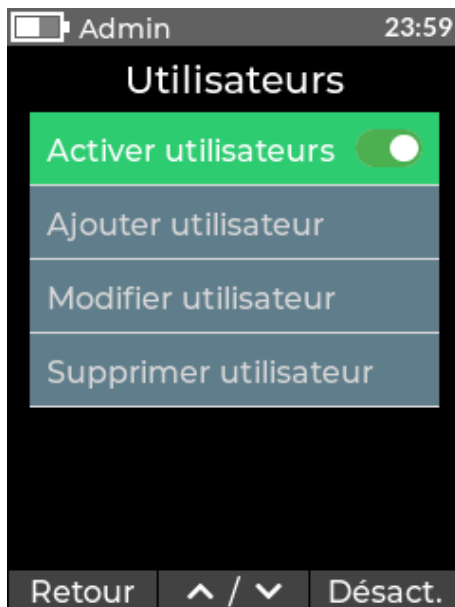 Admin 23:59
Utilisateurs
Activer utilisateurs
Ajouter utilisateur
Modifier utilisateur
Supprimer utilisateur
Retour / Désact.